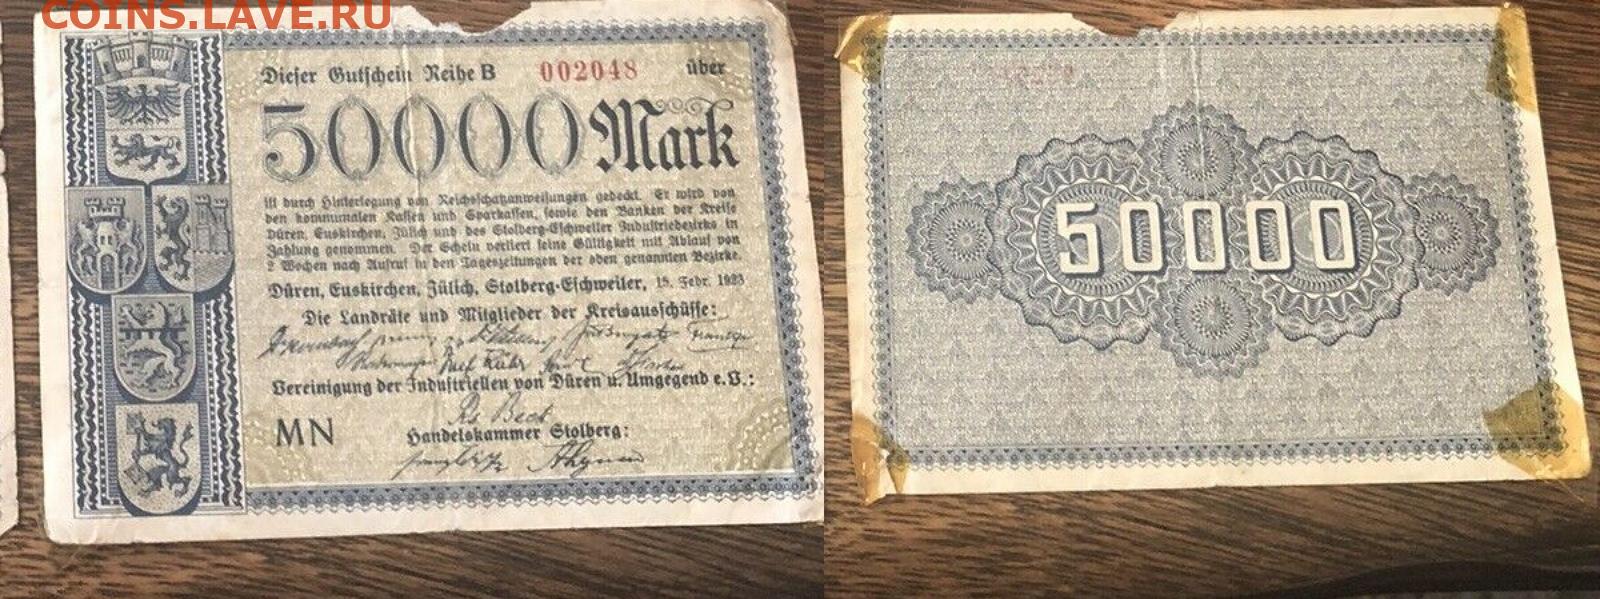 COINS.LAVE.RU
Dieser Gutschein Reihe B 002048 über
50000 Mark
ist durch Hinterlegung von Reichsschatzanweisungen gedeckt. Er wird von
den kommunalen Kassen und Sparkassen, sowie den Banken der Kreise
Düren, Euskirchen, Jülich und des Stolberg-Eschweiler Industriebezirks in
Zahlung genommen. Der Schein verliert seine Gültigkeit mit Ablauf von
2 Wochen nach Aufruf in den Tageszeitungen der oben genannten Bezirke.
Düren, Euskirchen, Jülich, Stolberg-Eschweiler, 15. Febr. 1923
Die Landräte und Mitglieder der Kreisausschüsse:
Vereinigung der Industriellen von Düren u. Umgegend e.V.:
Beck
MN
Handelskammer Stolberg:
50000